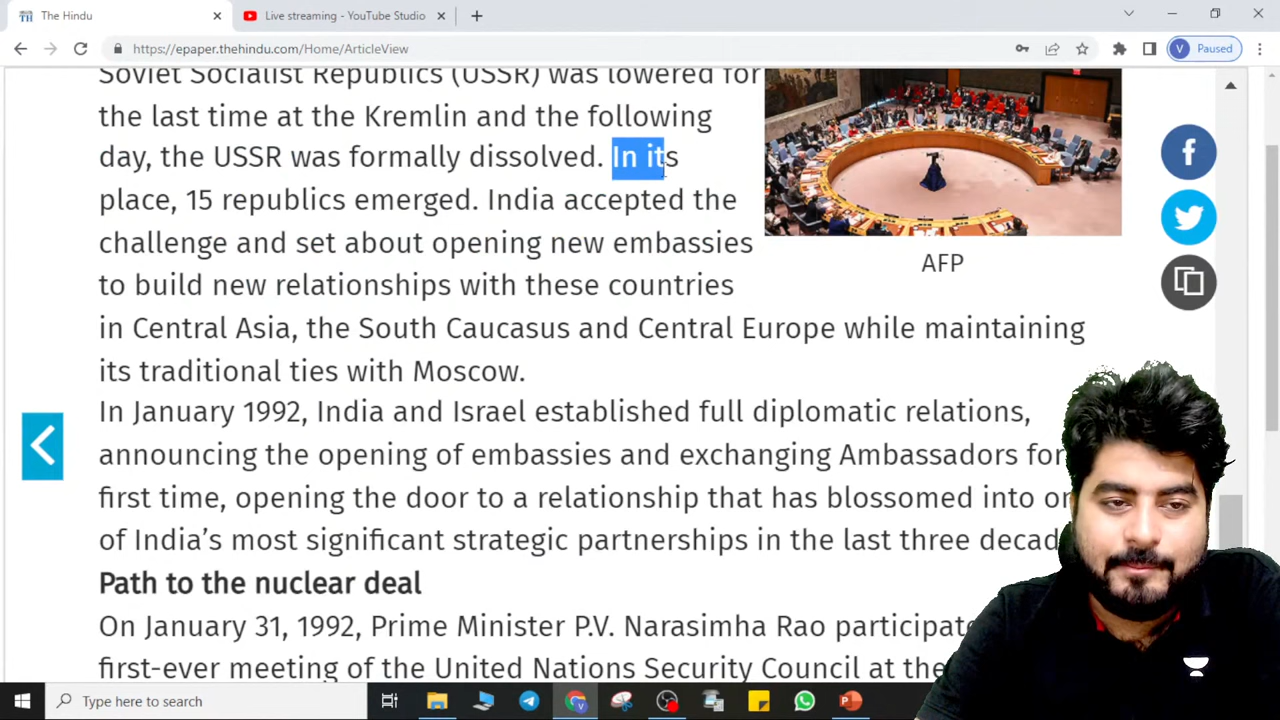 The Hindu
Live streaming - YouTube Studio
https://epaper.thehindu.com/Home/ArticleView
V Paused
Soviet Socialist Republics (USSR) was lowered for
the last time at the Kremlin and the following
day, the USSR was formally dissolved. In its
place, 15 republics emerged. India accepted the
challenge and set about opening new embassies
to build new relationships with these countries
AFP
in Central Asia, the South Caucasus and Central Europe while maintaining
its traditional ties with Moscow.
In January 1992, India and Israel established full diplomatic relations,
announcing the opening of embassies and exchanging Ambassadors for
first time, opening the door to a relationship that has blossomed into
of India’s most significant strategic partnerships in the last three
Path to the nuclear deal
On January 31, 1992, Prime Minister P.V. Narasimha Rao
first-ever meeting of the United Nations Security Council at the
Type here to search